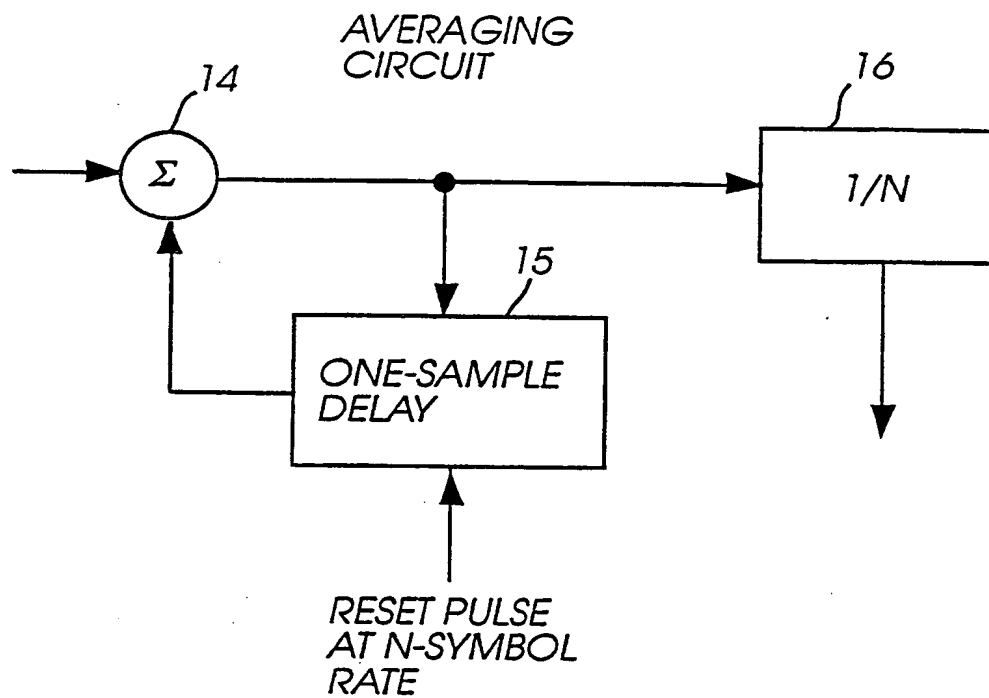 AVERAGING
CIRCUIT
14
16
Σ
1/N
15
ONE-SAMPLE
DELAY
RESET PULSE
AT N-SYMBOL
RATE